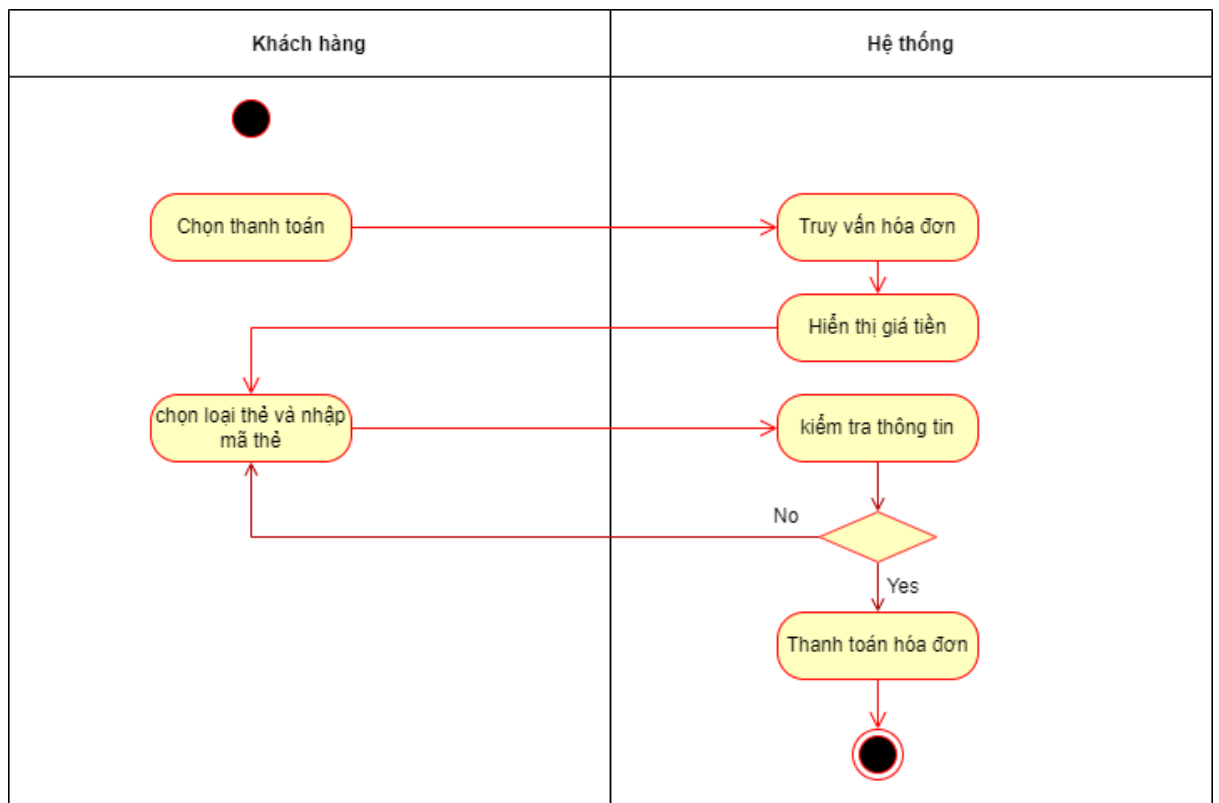 Khách hàng
Hệ thống
Chọn thanh toán
Truy vấn hóa đơn
Hiển thị giá tiền
chọn loại thẻ và nhập
mã thẻ
kiểm tra thông tin
No
Yes
Thanh toán hóa đơn